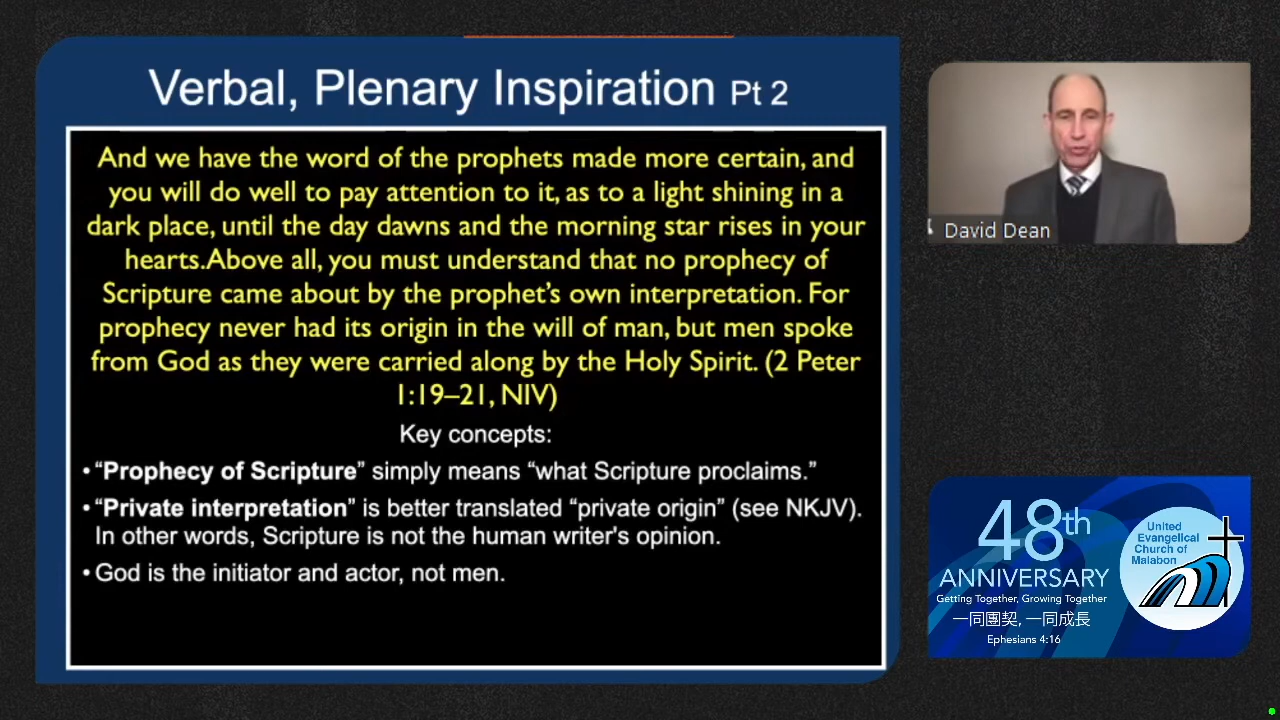 Verbal, Plenary Inspiration Pt 2
And we have the word of the prophets made more certain, and
you will do well to pay attention to it, as to a light shining in a
dark place, until the day dawns and the morning star rises in your
hearts.Above all, you must understand that no prophecy of
Scripture came about by the prophet’s own interpretation. For
prophecy never had its origin in the will of man, but men spoke
from God as they were carried along by the Holy Spirit. (2 Peter
1:19–21, NIV)
Key concepts:
• “Prophecy of Scripture” simply means “what Scripture proclaims.”
• “Private interpretation” is better translated “private origin” (see NKJV).
In other words, Scripture is not the human writer's opinion.
• God is the initiator and actor, not men.
David Dean
48th
ANNIVERSARY
Getting Together, Growing Together
一同團契, 一同成長
Ephesians 4:16
United
Evangelical
Church of
Malabon